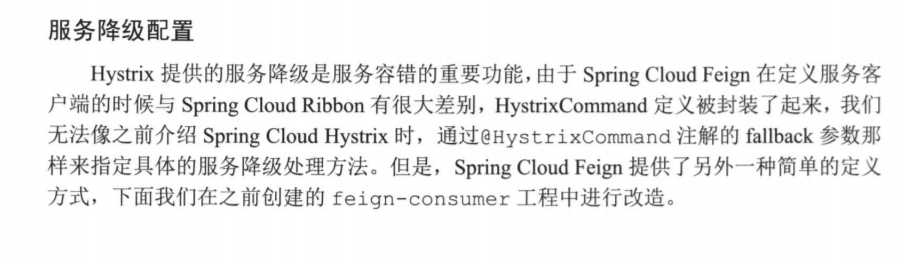 服务降级配置
Hystrix 提供的服务降级是服务容错的重要功能,由于 Spring Cloud Feign 在定义服务客
户端的时候与 Spring Cloud Ribbon 有很大差别，HystrixCommand 定义被封装了起来，我们
无法像之前介绍 Spring Cloud Hystrix 时，通过@HystrixCommand 注解的 fallback 参数那
样来指定具体的服务降级处理方法。但是，Spring Cloud Feign 提供了另外一种简单的定义
方式，下面我们在之前创建的 feign-consumer 工程中进行改造。